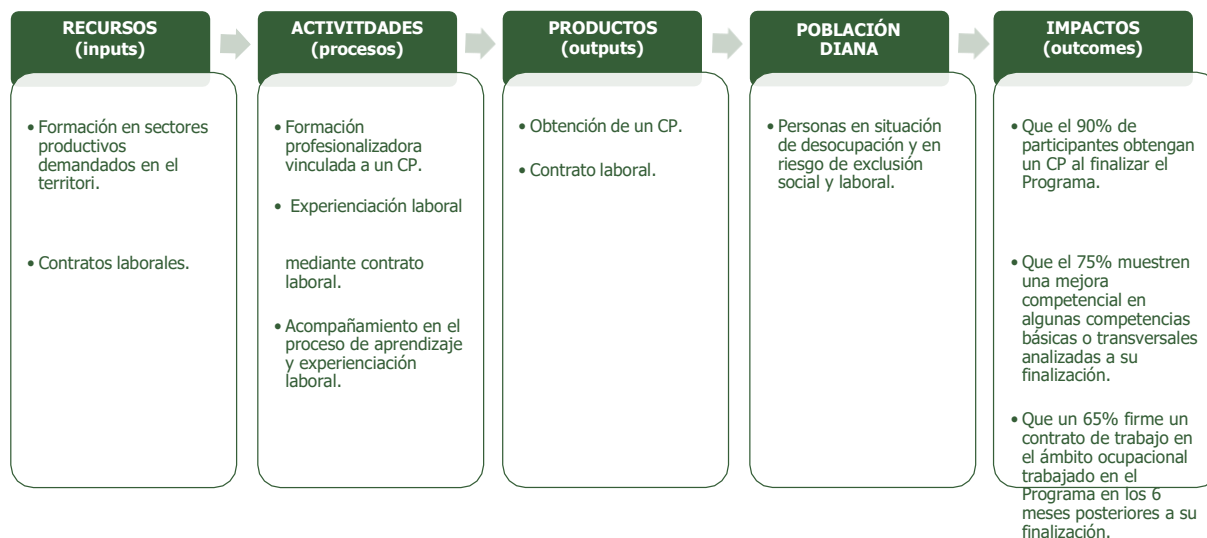 RECURSOS
(inputs)
ACTIVITDADES
(procesos)
PRODUCTOS
(outputs)
POBLACIÓN
DIANA
IMPACTOS
(outcomes)
• Formación en sectores
productivos
demandados en el
territori.
• Contratos laborales.
• Formación
profesionalizadora
vinculada a un CP.
• Experienciación laboral
mediante contrato
laboral.
• Acompañamiento en el
proceso de aprendizaje
y experienciación
laboral.
• Obtención de un CP.
• Contrato laboral.
• Personas en situación
de desocupación y en
riesgo de exclusión
social y laboral.
• Que el 90% de
participantes obtengan
un CP al finalizar el
Programa.
• Que el 75% muestren
una mejora
competencial en
algunas competencias
básicas o transversales
analizadas a su
finalización.
• Que un 65% firme un
contrato de trabajo en
el ámbito ocupacional
trabajado en el
Programa en los 6
meses posteriores a su
finalización.